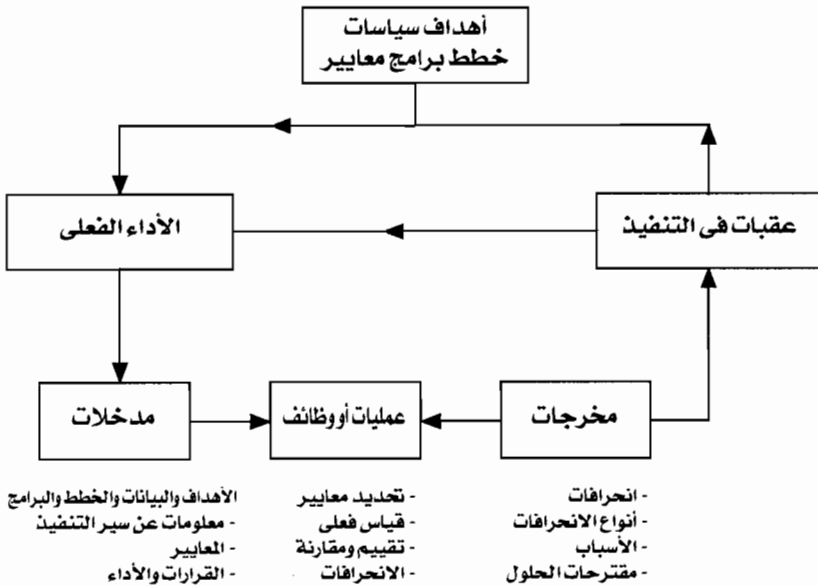 أهداف سياسات
خطط برامج معايير
الأداء الفعلى
عقبات فى التنفيذ
مدخلات
عمليات أو وظائف
مخرجات
الأهداف والبيانات والخطط والبرامج
- معلومات عن سير التنفيذ
- المعايير
- القرارات والأداء
- تحديد معايير
- قياس فعلى
- تقييم ومقارنة
- الانحرافات
- انحرافات
- أنواع الانحرافات
- الأسباب
- مقترحات الحلول